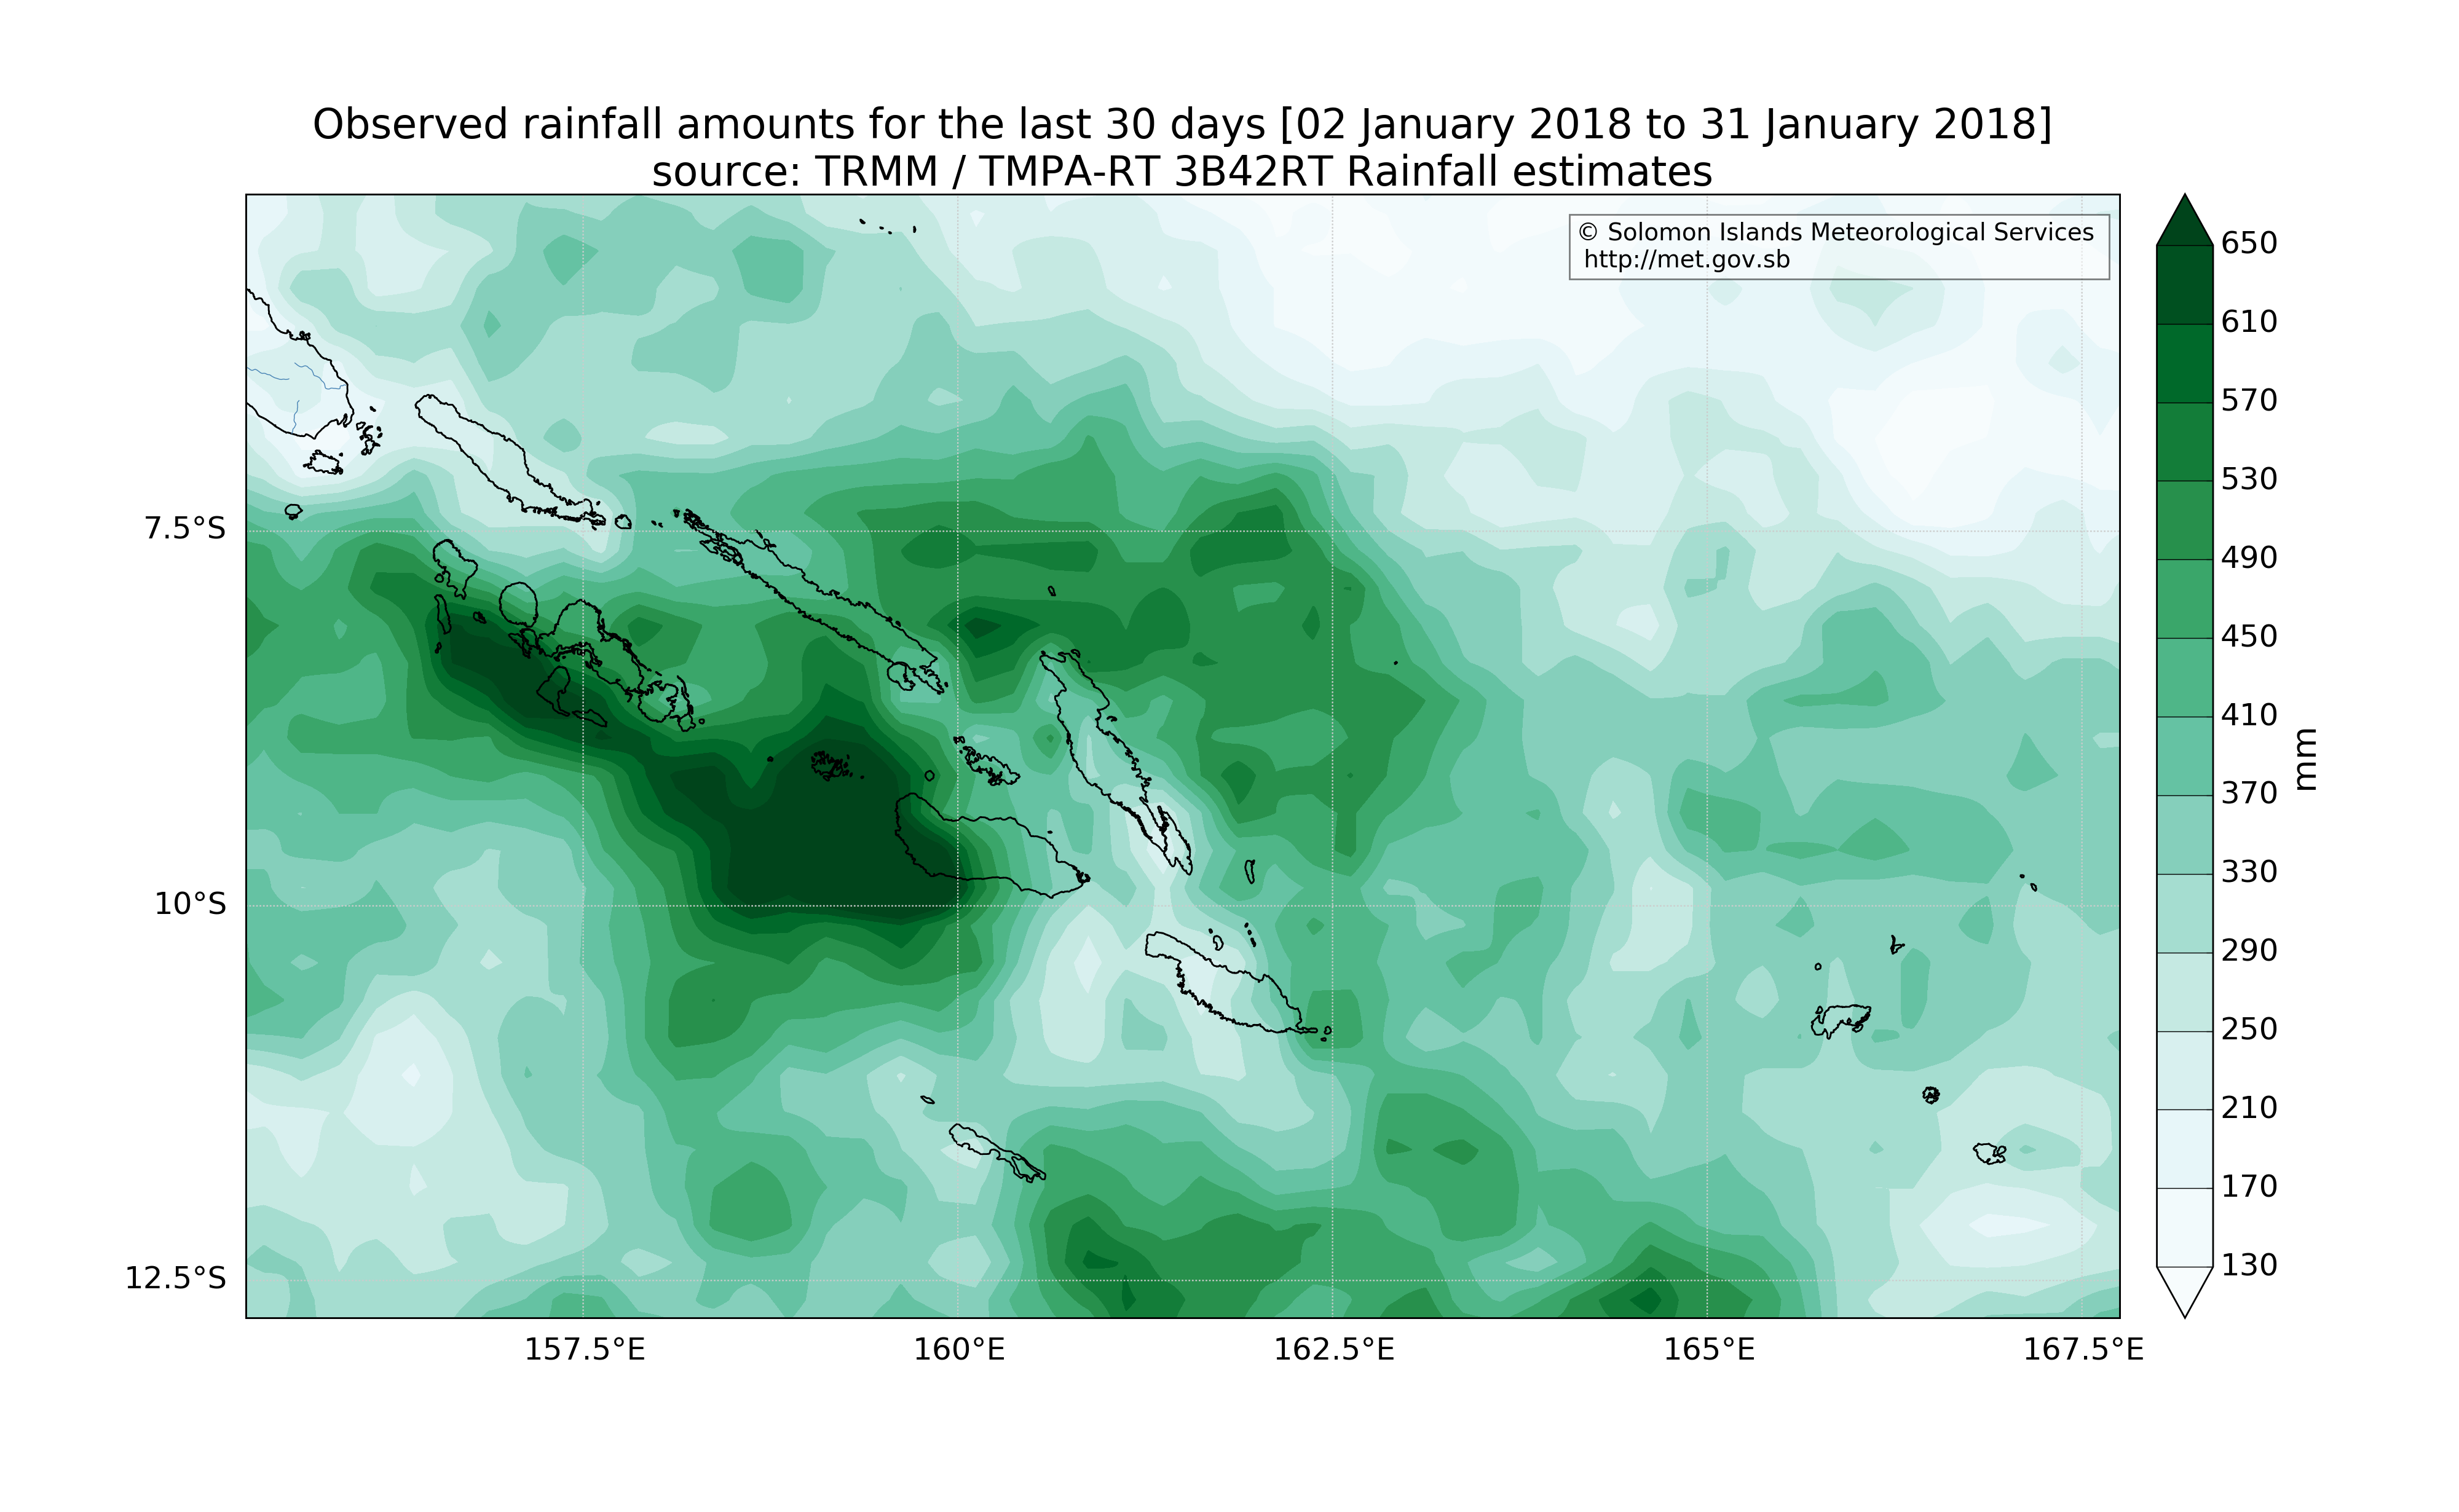 Observed rainfall amounts for the last 30 days [02 January 2018 to 31 January 2018]
source: TRMM / TMPA-RT 3B42RT Rainfall estimates
© Solomon Islands Meteorological Services
http://met.gov.sb
7.5°S
10°S
12.5°S
157.5°E
160°E
162.5°E
165°E
167.5°E
650
610
570
530
490
450
410
370
330
290
250
210
170
130
mm